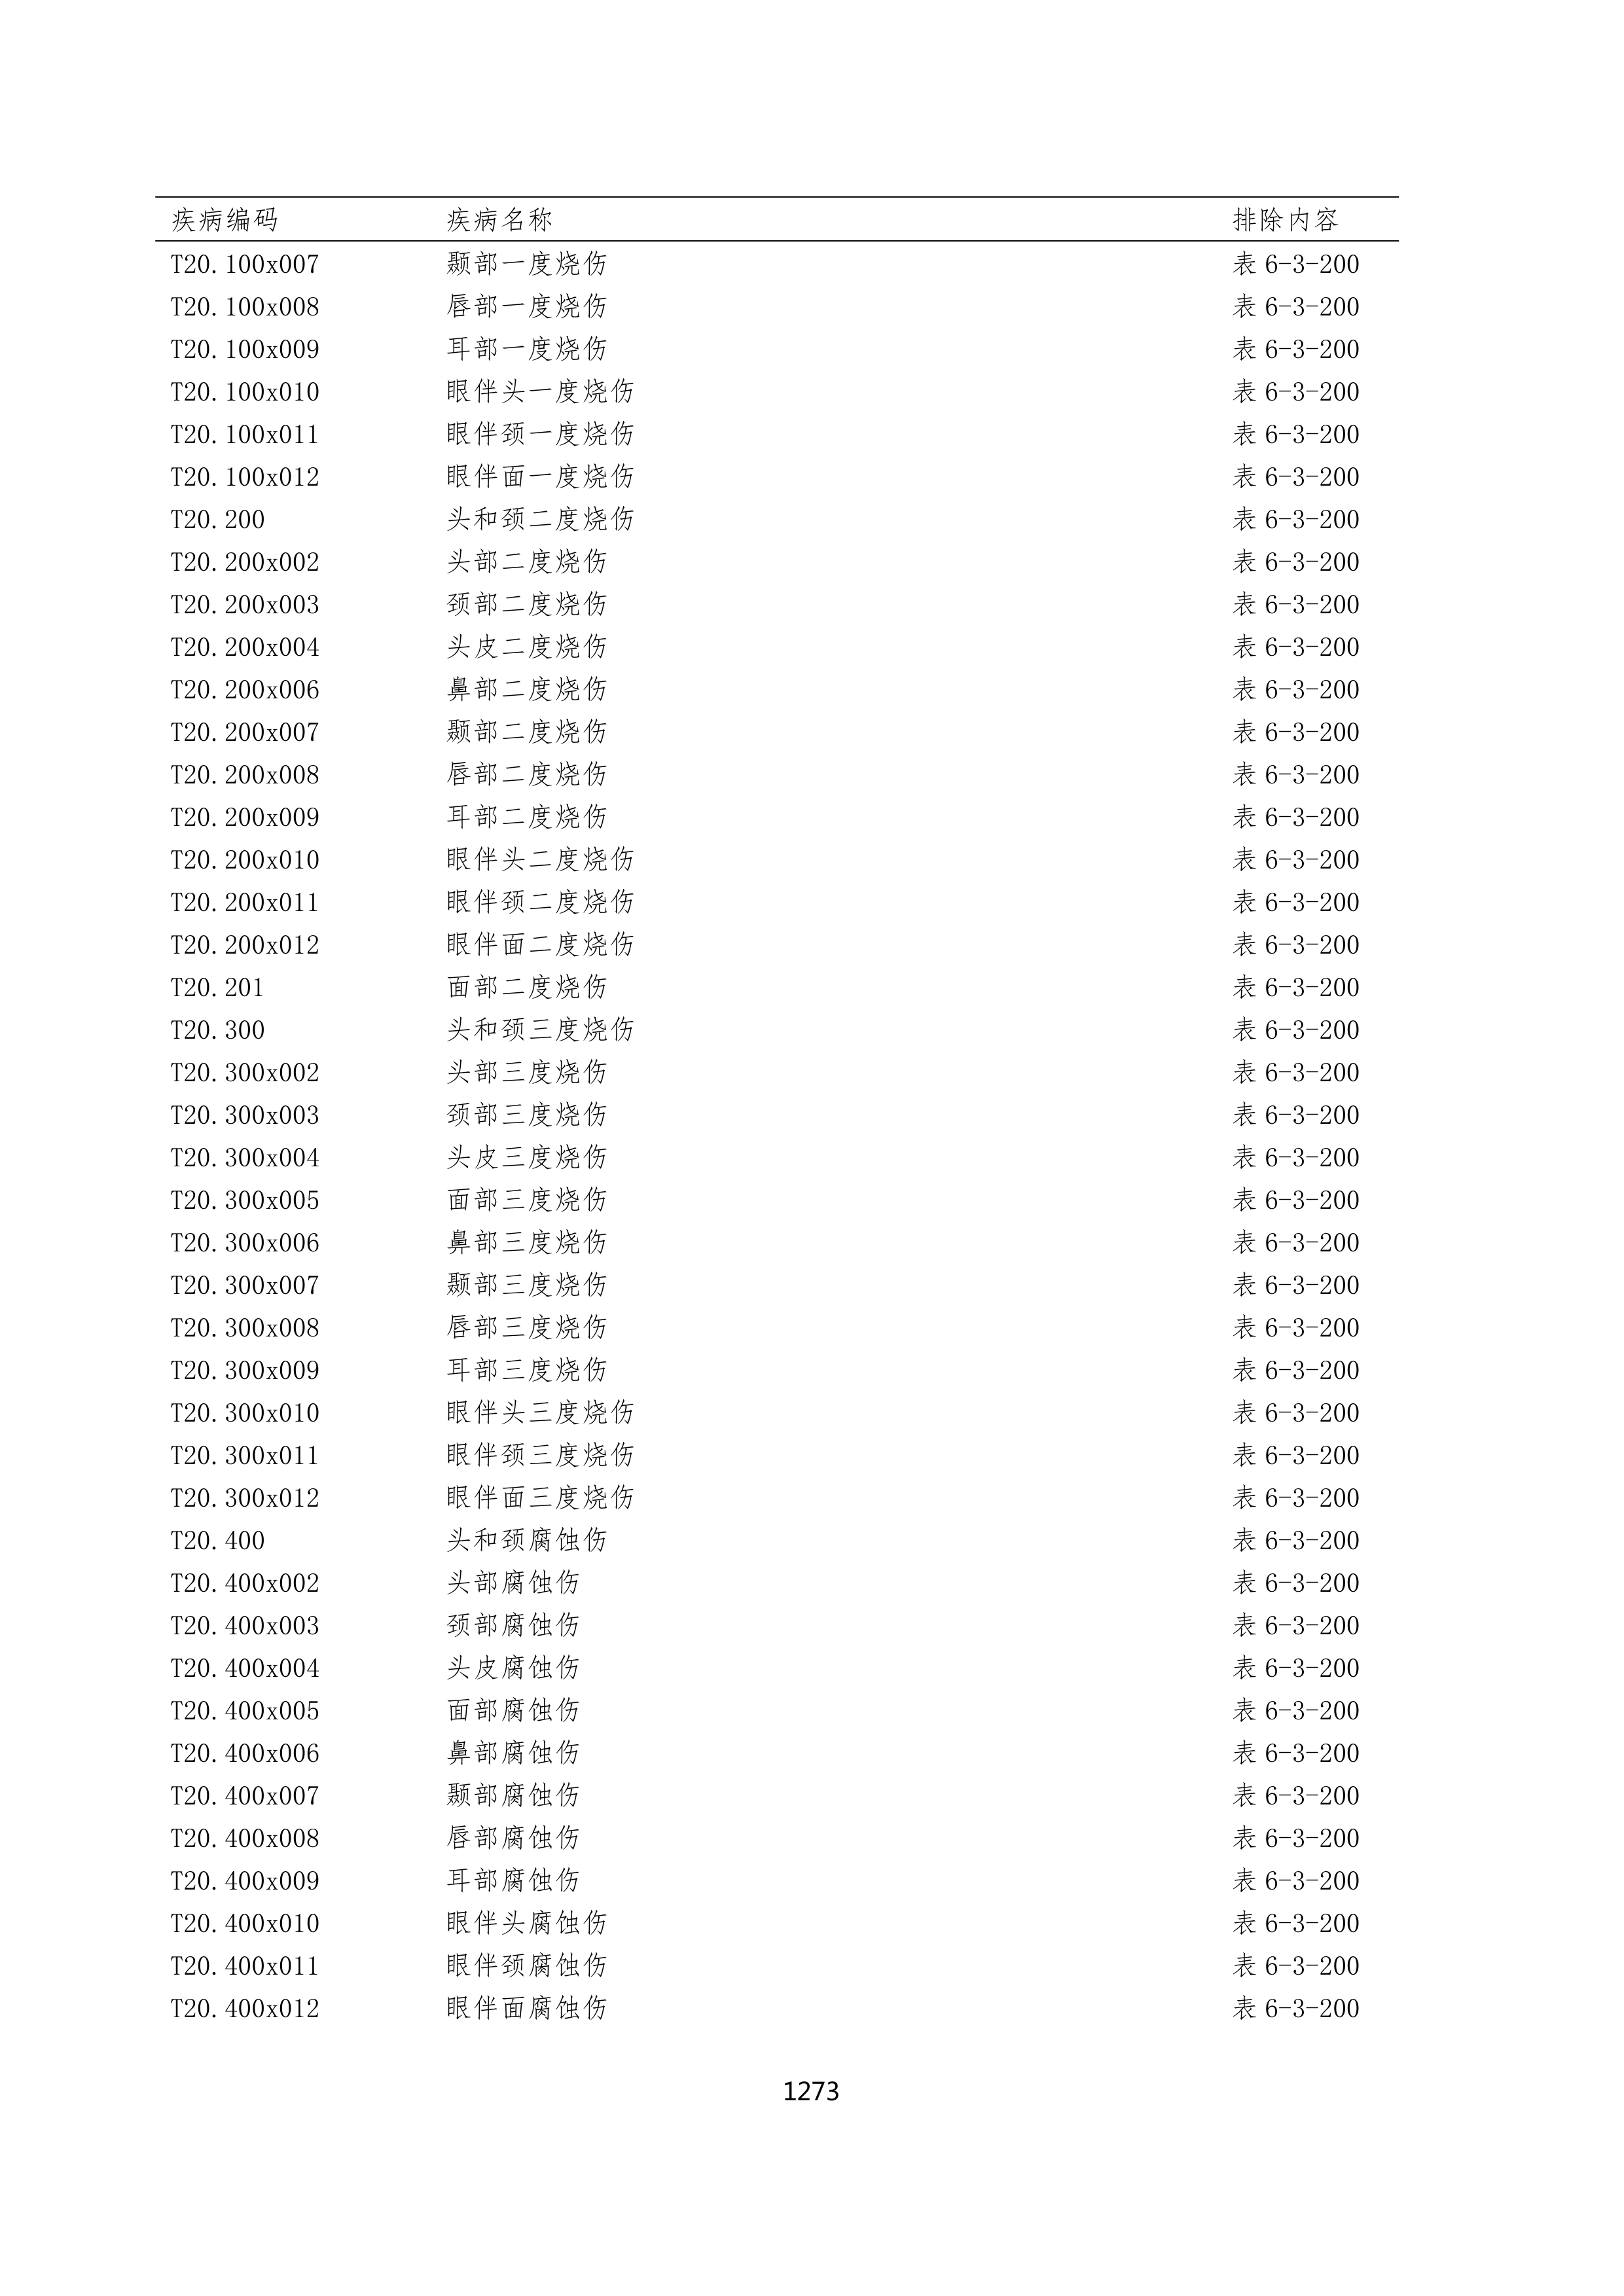 疾病编码 疾病名称 排除内容
T20.100x007 颞部一度烧伤 表 6-3-200
T20.100x008 唇部一度烧伤 表 6-3-200
T20.100x009 耳部一度烧伤 表 6-3-200
T20.100x010 眼伴头一度烧伤 表 6-3-200
T20.100x011 眼伴颈一度烧伤 表 6-3-200
T20.100x012 眼伴面一度烧伤 表 6-3-200
T20.200 头和颈二度烧伤 表 6-3-200
T20.200x002 头部二度烧伤 表 6-3-200
T20.200x003 颈部二度烧伤 表 6-3-200
T20.200x004 头皮二度烧伤 表 6-3-200
T20.200x006 鼻部二度烧伤 表 6-3-200
T20.200x007 颞部二度烧伤 表 6-3-200
T20.200x008 唇部二度烧伤 表 6-3-200
T20.200x009 耳部二度烧伤 表 6-3-200
T20.200x010 眼伴头二度烧伤 表 6-3-200
T20.200x011 眼伴颈二度烧伤 表 6-3-200
T20.200x012 眼伴面二度烧伤 表 6-3-200
T20.201 面部二度烧伤 表 6-3-200
T20.300 头和颈三度烧伤 表 6-3-200
T20.300x002 头部三度烧伤 表 6-3-200
T20.300x003 颈部三度烧伤 表 6-3-200
T20.300x004 头皮三度烧伤 表 6-3-200
T20.300x005 面部三度烧伤 表 6-3-200
T20.300x006 鼻部三度烧伤 表 6-3-200
T20.300x007 颞部三度烧伤 表 6-3-200
T20.300x008 唇部三度烧伤 表 6-3-200
T20.300x009 耳部三度烧伤 表 6-3-200
T20.300x010 眼伴头三度烧伤 表 6-3-200
T20.300x011 眼伴颈三度烧伤 表 6-3-200
T20.300x012 眼伴面三度烧伤 表 6-3-200
T20.400 头和颈腐蚀伤 表 6-3-200
T20.400x002 头部腐蚀伤 表 6-3-200
T20.400x003 颈部腐蚀伤 表 6-3-200
T20.400x004 头皮腐蚀伤 表 6-3-200
T20.400x005 面部腐蚀伤 表 6-3-200
T20.400x006 鼻部腐蚀伤 表 6-3-200
T20.400x007 颞部腐蚀伤 表 6-3-200
T20.400x008 唇部腐蚀伤 表 6-3-200
T20.400x009 耳部腐蚀伤 表 6-3-200
T20.400x010 眼伴头腐蚀伤 表 6-3-200
T20.400x011 眼伴颈腐蚀伤 表 6-3-200
T20.400x012 眼伴面腐蚀伤 表 6-3-200
1273